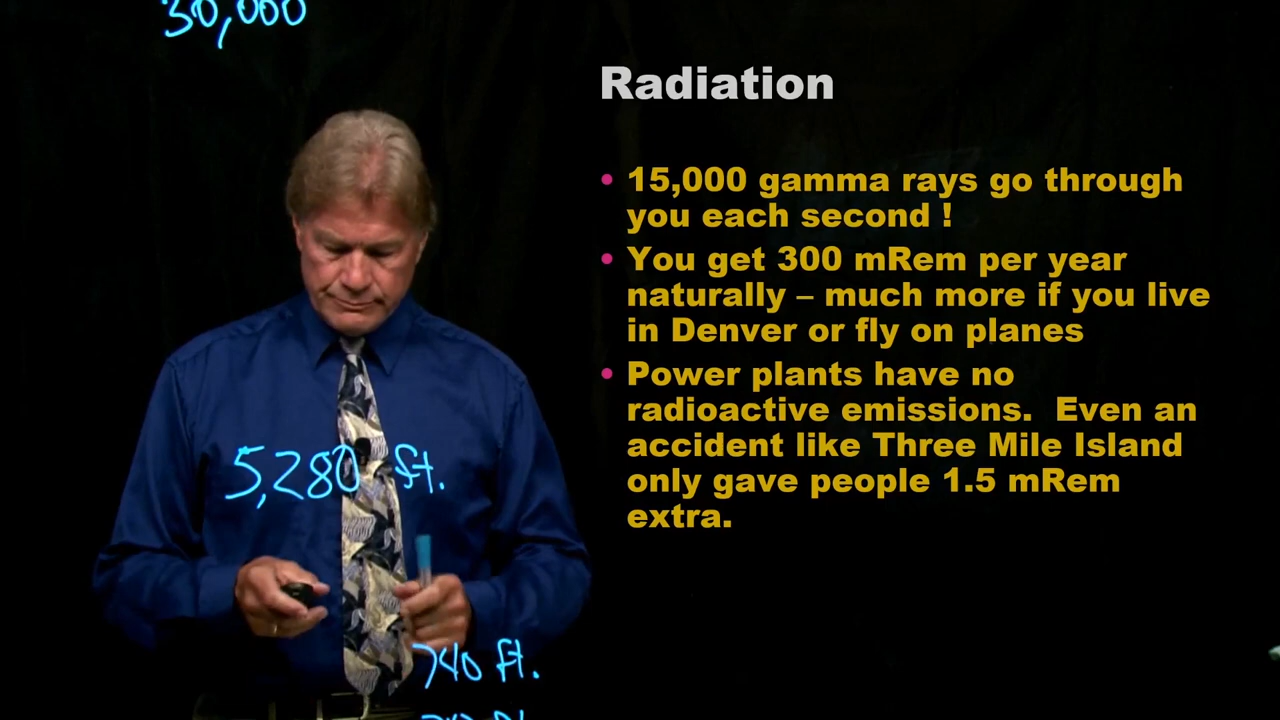 30,000
Radiation
• 15,000 gamma rays go through
you each second !
• You get 300 mRem per year
naturally – much more if you live
in Denver or fly on planes
• Power plants have no
radioactive emissions.  Even an
accident like Three Mile Island
only gave people 1.5 mRem
extra.
5,280 ft.
740 ft.